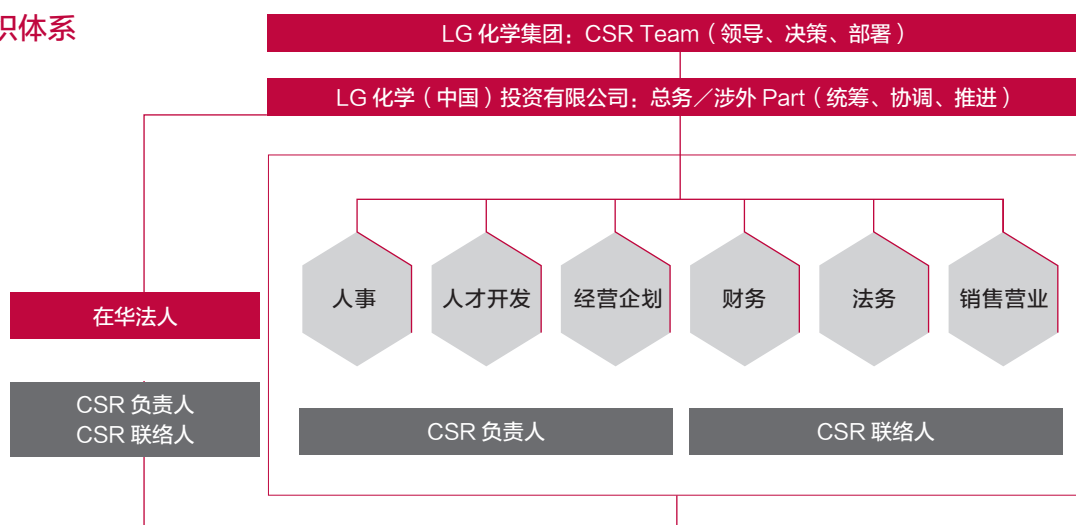 织体系
LG 化学集团：CSR Team（领导、决策、部署）
LG 化学（中国）投资有限公司：总务／涉外 Part（统筹、协调、推进）
人事
人才开发
经营企划
财务
法务
销售营业
在华法人
CSR 负责人
CSR 联络人
CSR 负责人
CSR 联络人